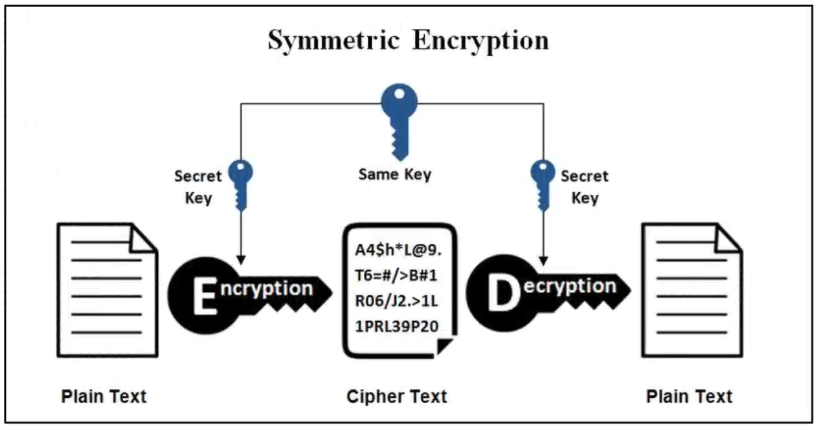 Symmetric Encryption
Same Key
Secret
Key
Secret
Key
Encryption
A4$h*L@9.
T6=#/>B#1
R06/J2.>1L
1PRL39P20
Decryption
Plain Text
Cipher Text
Plain Text